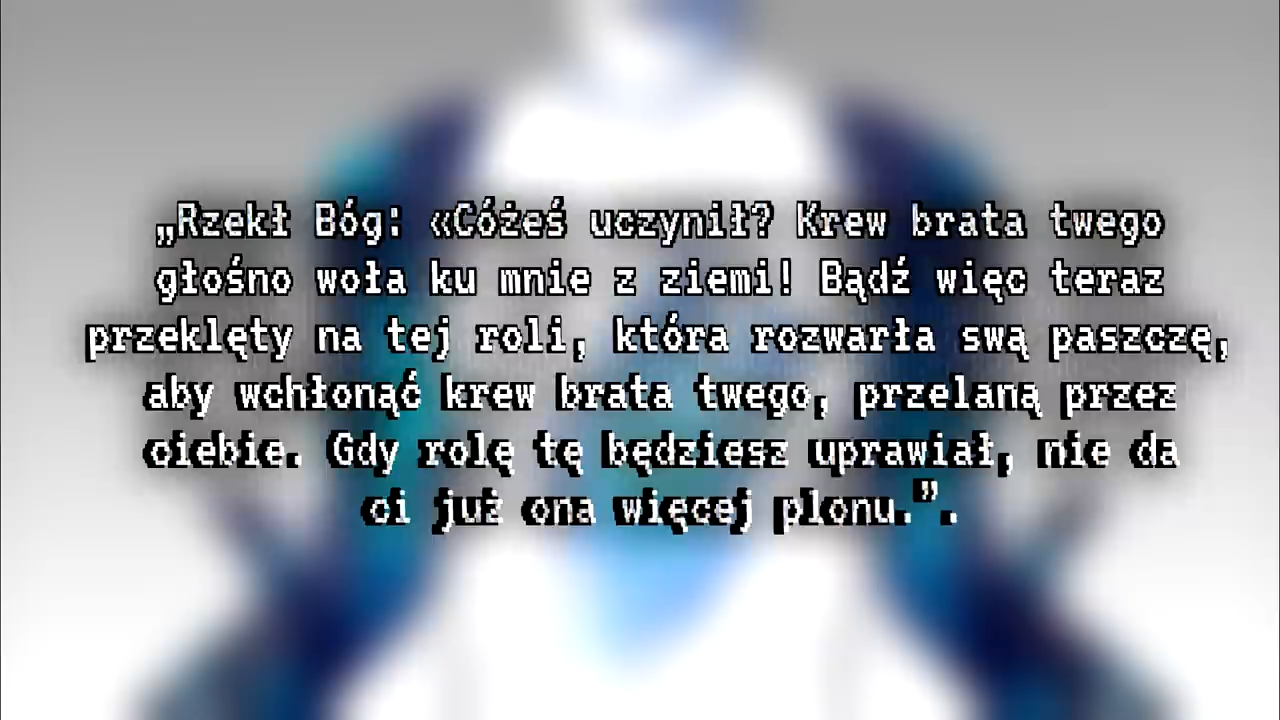 „Rzekł Bóg: «Cóżeś uczynił? Krew brata twego
głośno woła ku mnie z ziemi! Bądź więc teraz
przeklęty na tej roli, która rozwarła swą paszczę,
aby wchłonąć krew brata twego, przelaną przez
ciebie. Gdy rolę tę będziesz uprawiał, nie da
ci już ona więcej plonu.”.